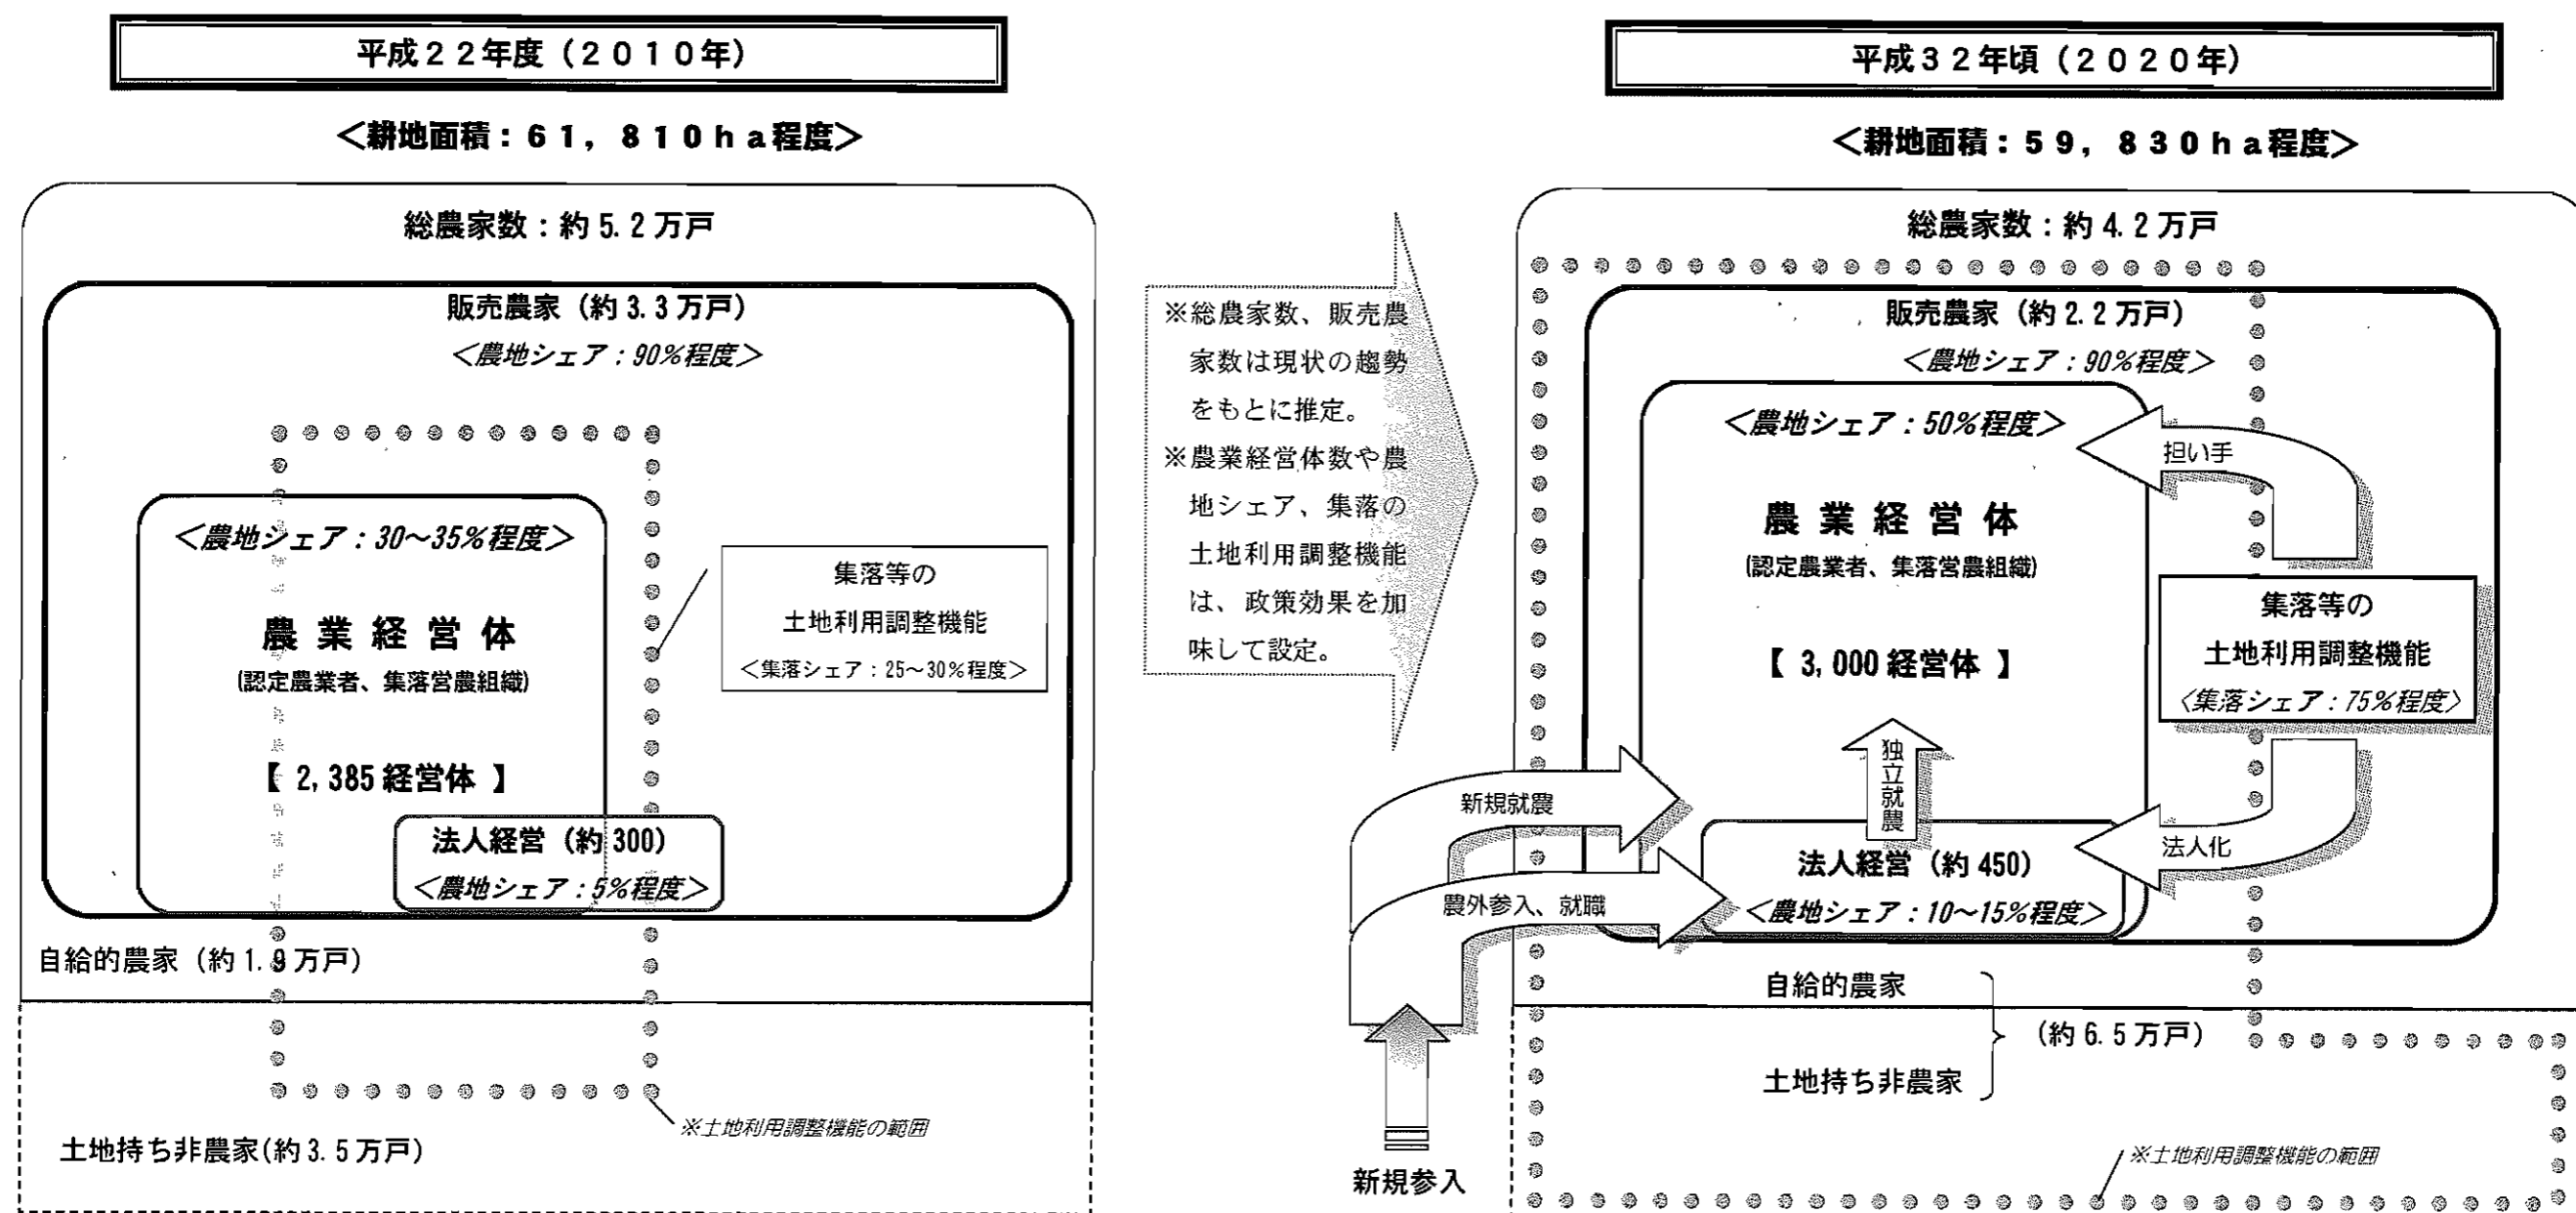 平成２２年度（２０１０年）
＜耕地面積：６１，８１０ｈａ程度＞
総農家数：約5.2万戸
販売農家（約3.3万戸）
＜農地シェア：90%程度＞
＜農地シェア：30～35%程度＞
農業経営体
(認定農業者、集落営農組織)
【 2,385経営体 】
法人経営（約300）
＜農地シェア：5%程度＞
集落等の
土地利用調整機能
＜集落シェア：25～30%程度＞
自給的農家（約1.9万戸）
土地持ち非農家(約3.5万戸)
※土地利用調整機能の範囲
※総農家数、販売農
家数は現状の趨勢
をもとに推定。
※農業経営体数や農
地シェア、集落の
土地利用調整機能
は、政策効果を加
味して設定。
平成３２年頃（２０２０年）
＜耕地面積：５９，８３０ｈａ程度＞
総農家数：約4.2万戸
販売農家（約2.2万戸）
＜農地シェア：90%程度＞
＜農地シェア：50%程度＞
担い手
農業経営体
(認定農業者、集落営農組織)
【 3,000経営体 】
集落等の
土地利用調整機能
＜集落シェア：75%程度＞
独立就農
新規就農
法人経営（約450）
＜農地シェア：10～15%程度＞
法人化
農外参入、就職
新規参入
自給的農家
（約6.5万戸）
土地持ち非農家
※土地利用調整機能の範囲